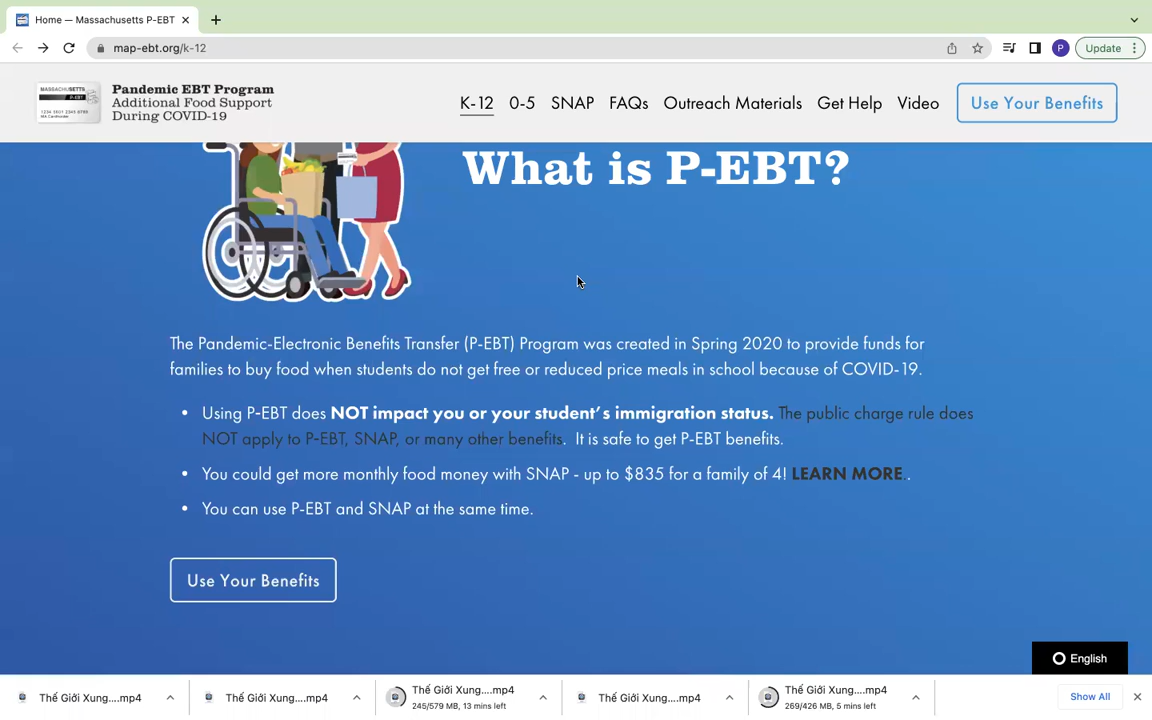 Home — Massachusetts P-EBT
map-ebt.org/k-12
P
Update
MASSACHUSETTS
P-EBT
Pandemic EBT Program
Additional Food Support
During COVID-19
K-12 0-5 SNAP FAQs Outreach Materials Get Help Video Use Your Benefits
What is P-EBT?
The Pandemic-Electronic Benefits Transfer (P-EBT) Program was created in Spring 2020 to provide funds for
families to buy food when students do not get free or reduced price meals in school because of COVID-19.
• Using P-EBT does NOT impact you or your student's immigration status. The public charge rule does
NOT apply to P-EBT, SNAP, or many other benefits. It is safe to get P-EBT benefits.
• You could get more monthly food money with SNAP - up to $835 for a family of 4! LEARN MORE..
• You can use P-EBT and SNAP at the same time.
Use Your Benefits
English
Thế Giới Xung....mp4 Thế Giới Xung....mp4 Thế Giới Xung....mp4 Thế Giới Xung....mp4 Thế Giới Xung....mp4 Show All
245/579 MB, 13 mins left 269/426 MB, 5 mins left